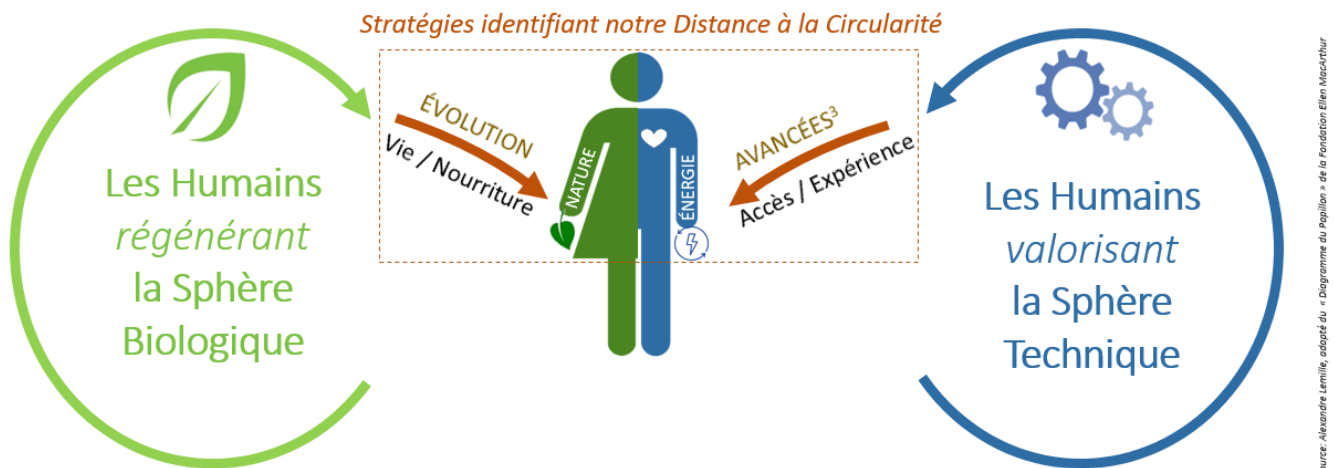 Stratégies identifiant notre Distance à la Circularité
Les Humains
régénérant
la Sphère
Biologique
ÉVOLUTION
Vie / Nourriture
NATURE
ÉNERGIE
AVANCÉES³
Accès / Expérience
Les Humains
valorisant
la Sphère
Technique
urce: Alexandre Lemille, adapté du « Diagramme du Papillon » de la Fondation Ellen MacArthur